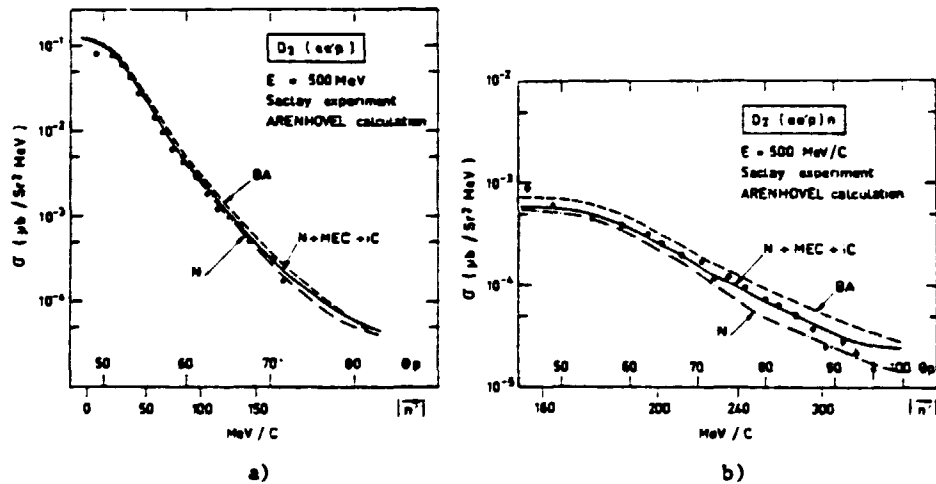 D₂ (ee'p)
E = 500 MeV
Saclay experiment
ARENHOVEL calculation
σ ( μb / Sr² MeV )
10⁻¹
10⁻²
10⁻³
10⁻⁴
BA
N + MEC + IC
N
50 60 70° 80 Θp
0 50 100 150
MeV / C
a)
D₂ (ee'p) n
E = 500 MeV/C
Saclay experiment
ARENHOVEL calculation
σ ( μb / Sr² MeV )
10⁻²
10⁻³
10⁻⁴
10⁻⁵
N + MEC + IC
BA
N
50 60 70 80 90 100 Θp
160 200 240 300
MeV / C
b)